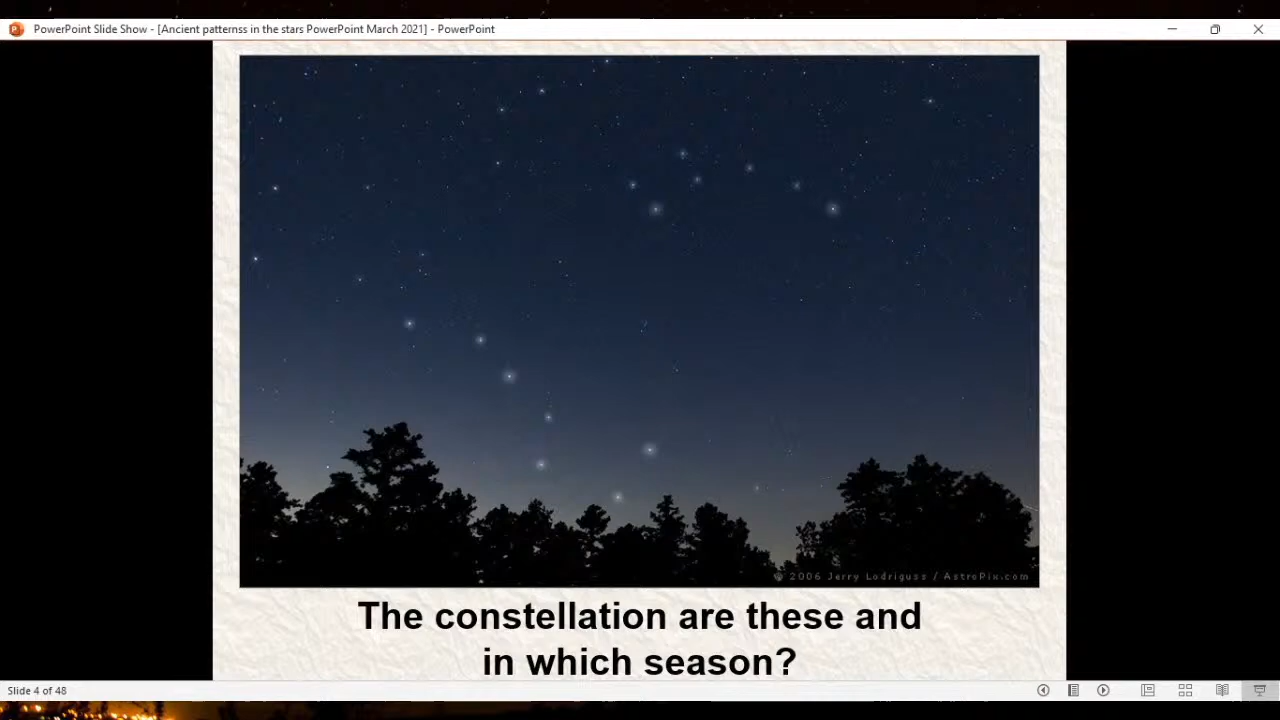 PowerPoint Slide Show - [Ancient patternss in the stars PowerPoint March 2021] - PowerPoint
© 2006 Jerry Lodriguss / AstroPix.com
The constellation are these and
in which season?
Slide 4 of 48